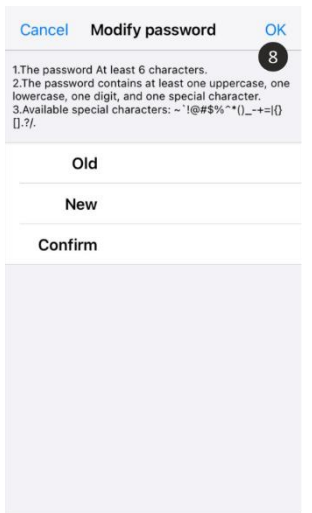 Cancel Modify password OK
8
1.The password At least 6 characters.
2.The password contains at least one uppercase, one
lowercase, one digit, and one special character.
3.Available special characters: ~`!@#$%^*()_-+=|{}
[].?/.
Old
New
Confirm